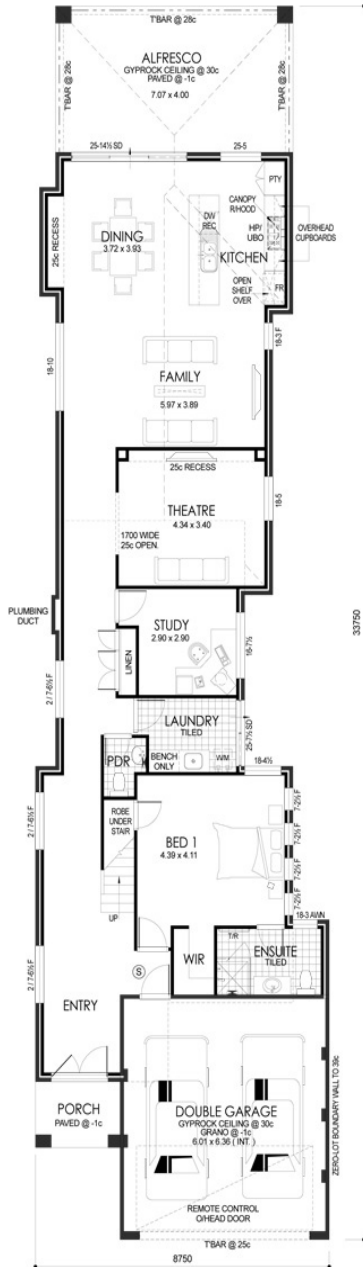 T'BAR @ 28c
T'BAR @ 28c
ALFRESCO
GYPROCK CEILING @ 30c
PAVED @ -1c
7.07 x 4.00
T'BAR @ 28c
25-14½ SD
25-5
PTY
CANOPY
R/HOOD
25c RECESS
DINING
3.72 x 3.93
DW
REC
HP/
UBO
OVERHEAD
CUPBOARDS
KITCHEN
OPEN
SHELF
OVER
FR
18-10
18-3 F
FAMILY
5.97 x 3.89
25c RECESS
THEATRE
4.34 x 3.40
18-5
1700 WIDE
25c OPEN.
PLUMBING
DUCT
STUDY
2.90 x 2.90
LINEN
18-7½
33750
2 / 7-6½ F
LAUNDRY
TILED
25-7½ SD
PDR
BENCH
ONLY
WM
18-4½
ROBE
UNDER
STAIR
BED 1
4.39 x 4.11
7-2½ F
7-2½ F
7-2½ F
7-2½ F
2 / 7-6½ F
UP
18-3 AWN
T/R
2 / 7-6½ F
S
WIR
ENSUITE
TILED
ENTRY
PORCH
PAVED @ -1c
DOUBLE GARAGE
GYPROCK CEILING @ 30c
GRANO @ -1c
6.01 x 6.36 ( INT. )
ZERO-LOT BOUNDARY WALL TO 39c
REMOTE CONTROL
O/HEAD DOOR
T'BAR @ 25c
8750